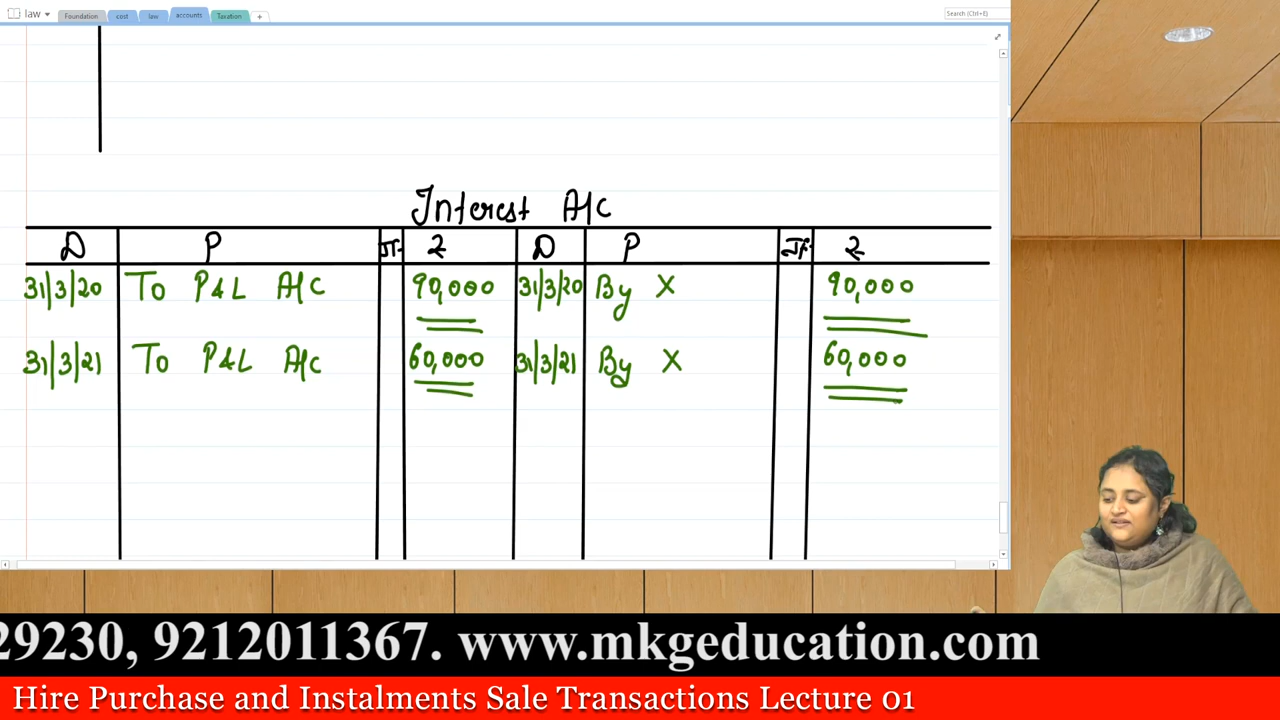 law Foundation cost law accounts Taxation + Search (Ctrl+E)
Interest A/c
D P J.F. ₹ D P J.F. ₹
31/3/20 To P&L A/c 90,000 31/3/20 By X 90,000
31/3/21 To P&L A/c 60,000 31/3/21 By X 60,000
29230, 9212011367. www.mkgeducation.com
Hire Purchase and Instalments Sale Transactions Lecture 01